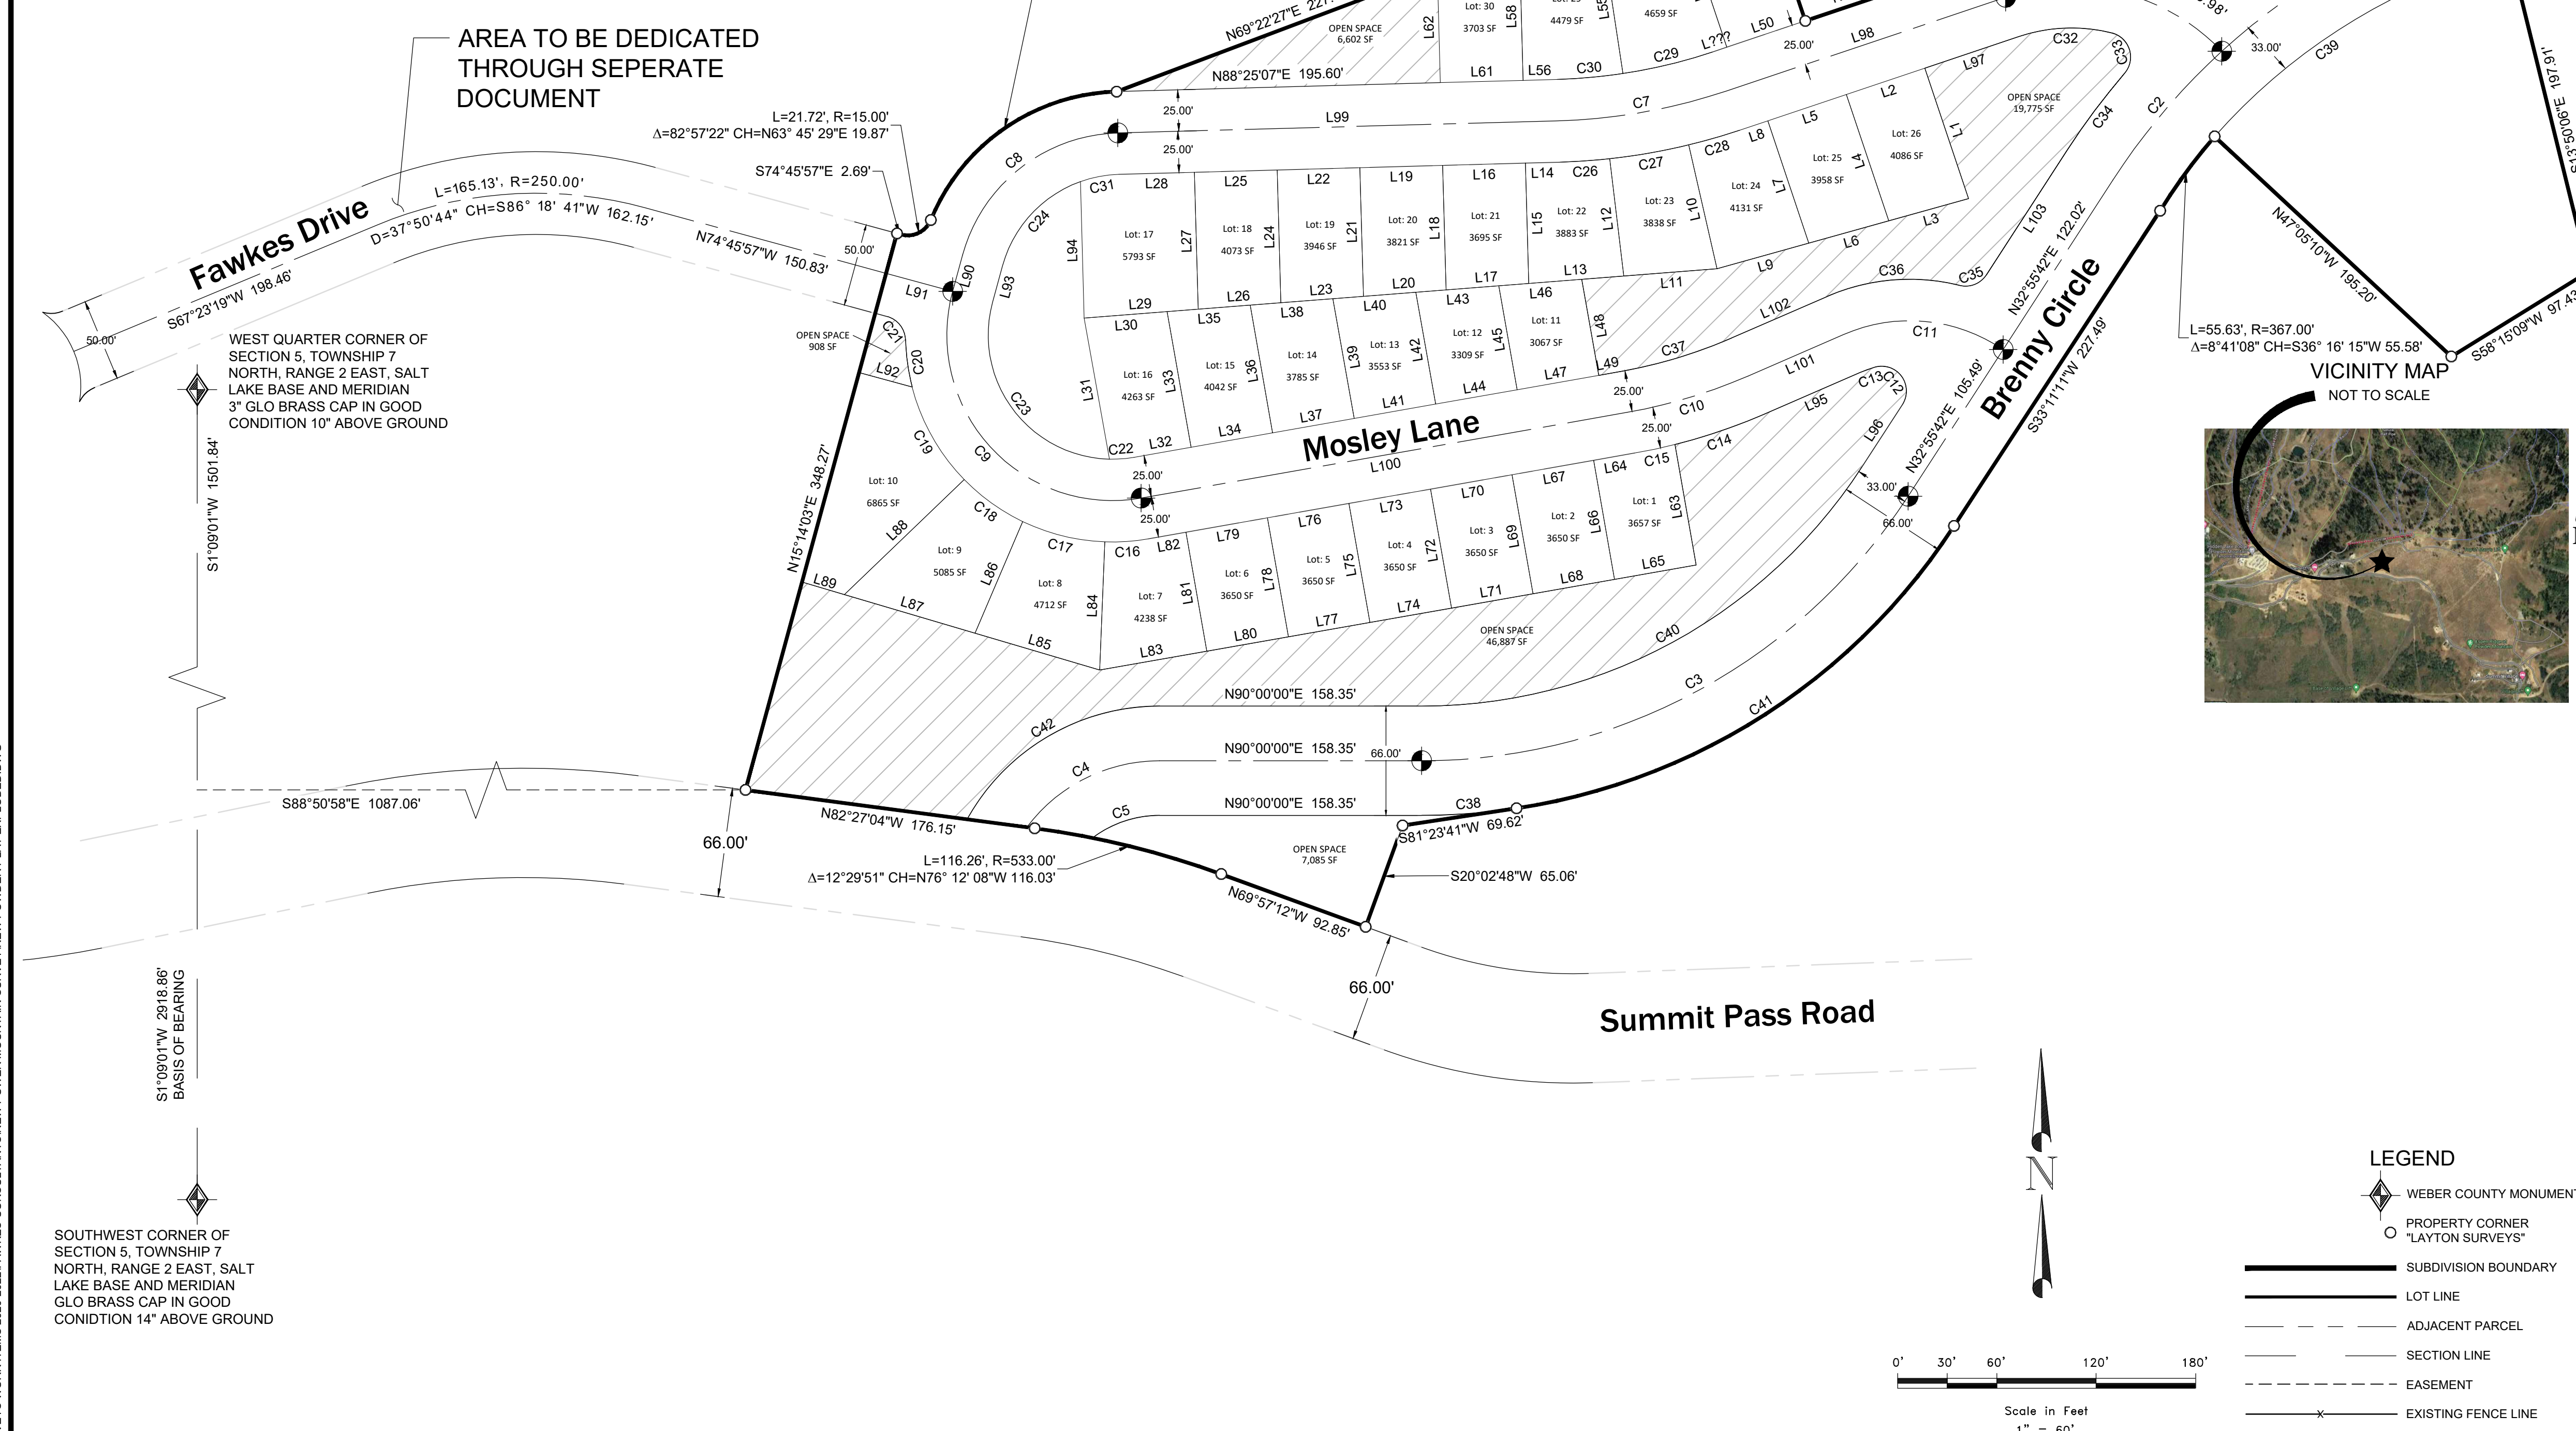 AREA TO BE DEDICATED
THROUGH SEPERATE
DOCUMENT
L=21.72', R=15.00'
Δ=82°57'22" CH=N63° 45' 29"E 19.87'
S74°45'57"E 2.69'
L=165.13', R=250.00'
D=37°50'44" CH=S86° 18' 41"W 162.15'
Fawkes Drive
S67°23'19"W 198.46'
N74°45'57"W 150.83'
50.00'
50.00'
L91
L90
WEST QUARTER CORNER OF
SECTION 5, TOWNSHIP 7
NORTH, RANGE 2 EAST, SALT
LAKE BASE AND MERIDIAN
3" GLO BRASS CAP IN GOOD
CONDITION 10" ABOVE GROUND
S1°09'01"W 1501.84'
OPEN SPACE
908 SF
C21
C20
L92
N88°25'07"E 195.60'
OPEN SPACE
6,602 SF
L62
Lot: 30
3703 SF
L58
4479 SF
4659 SF
L61
L56
C30
C29
L???
L50
25.00'
L98
C7
L99
25.00'
25.00'
C8
C24
L93
C23
C9
C19
C31
L28
L25
L22
L19
L16
L14
C26
C27
C28
L8
L5
L2
L97
C32
C33
OPEN SPACE
19,775 SF
C34
L1
L94
Lot: 17
5793 SF
L27
Lot: 18
4073 SF
L24
Lot: 19
3946 SF
L21
Lot: 20
3821 SF
L18
Lot: 21
3695 SF
L15
Lot: 22
3883 SF
L12
Lot: 23
3838 SF
L10
Lot: 24
4131 SF
L7
Lot: 25
3958 SF
L4
Lot: 26
4086 SF
L29
L26
L23
L20
L17
L13
L11
L9
L6
L3
L103
C35
C36
L102
C37
L30
L35
L38
L40
L43
L46
L31
Lot: 16
4263 SF
L33
Lot: 15
4042 SF
L36
Lot: 14
3785 SF
L39
Lot: 13
3553 SF
L42
Lot: 12
3309 SF
L45
Lot: 11
3067 SF
L48
C22
L32
L34
L37
L41
L44
L47
L49
Mosley Lane
25.00'
25.00'
25.00'
25.00'
L100
C10
L101
C11
C13
C12
L95
L96
C14
Brenny Circle
C2
N32°55'42"E 122.02'
N32°55'42"E 105.49'
S33°11'11"W 227.49'
33.00'
C39
S13°50'06"E 197.91'
N47°05'10"W 195.20'
S58°15'09"W 97.43
L=55.63', R=367.00'
Δ=8°41'08" CH=S36° 16' 15"W 55.58'
VICINITY MAP
NOT TO SCALE
33.00'
66.00'
N15°14'03"E 348.27'
Lot: 10
6865 SF
L88
C18
Lot: 9
5085 SF
L86
C17
Lot: 8
4712 SF
L84
C16
L82
Lot: 7
4238 SF
L81
L79
Lot: 6
3650 SF
L78
L76
Lot: 5
3650 SF
L75
L73
Lot: 4
3650 SF
L72
L70
Lot: 3
3650 SF
L69
L67
Lot: 2
3650 SF
L66
L64
C15
Lot: 1
3657 SF
L63
L89
L87
L85
L83
L80
L77
L74
L71
L68
L65
OPEN SPACE
46,887 SF
C40
C3
C41
C42
C4
C5
N90°00'00"E 158.35'
N90°00'00"E 158.35'
66.00'
N90°00'00"E 158.35'
C38
S81°23'41"W 69.62'
S88°50'58"E 1087.06'
N82°27'04"W 176.15'
66.00'
L=116.26', R=533.00'
Δ=12°29'51" CH=N76° 12' 08"W 116.03'
OPEN SPACE
7,085 SF
S20°02'48"W 65.06'
N69°57'12"W 92.85'
66.00'
Summit Pass Road
S1°09'01"W 2918.86'
BASIS OF BEARING
SOUTHWEST CORNER OF
SECTION 5, TOWNSHIP 7
NORTH, RANGE 2 EAST, SALT
LAKE BASE AND MERIDIAN
GLO BRASS CAP IN GOOD
CONIDTION 14" ABOVE GROUND
N
0' 30' 60' 120' 180'
Scale in Feet
1" = 60'
LEGEND
WEBER COUNTY MONUMENT
PROPERTY CORNER
"LAYTON SURVEYS"
SUBDIVISION BOUNDARY
LOT LINE
ADJACENT PARCEL
SECTION LINE
EASEMENT
EXISTING FENCE LINE